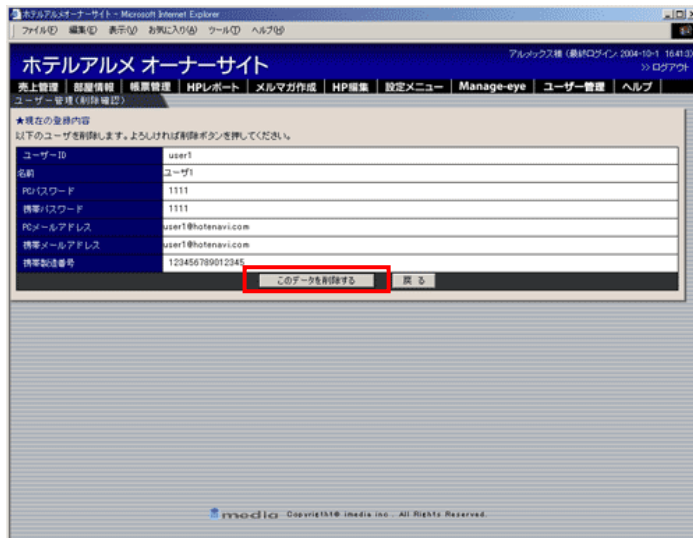 ホテルアルメオーナーサイト - Microsoft Internet Explorer
ファイル(F) 編集(E) 表示(V) お気に入り(A) ツール(T) ヘルプ(H)
アルメックス様 (最終ログイン: 2004-10-1 16:41:3)
ホテルアルメ オーナーサイト
>> ログアウト
売上管理 部屋情報 帳票管理 HPレポート メルマガ作成 HP編集 設定メニュー Manage-eye ユーザー管理 ヘルプ
ユーザー管理(削除確認)
★現在の登録内容
以下のユーザを削除します。よろしければ削除ボタンを押してください。
ユーザーID user1
名前 ユーザ1
PCパスワード 1111
携帯パスワード 1111
PCメールアドレス user1@hotenavi.com
携帯メールアドレス user1@hotenavi.com
携帯製造番号 123456789012345
このデータを削除する 戻る
imedia Copyright© imedia inc . All Rights Reserved.